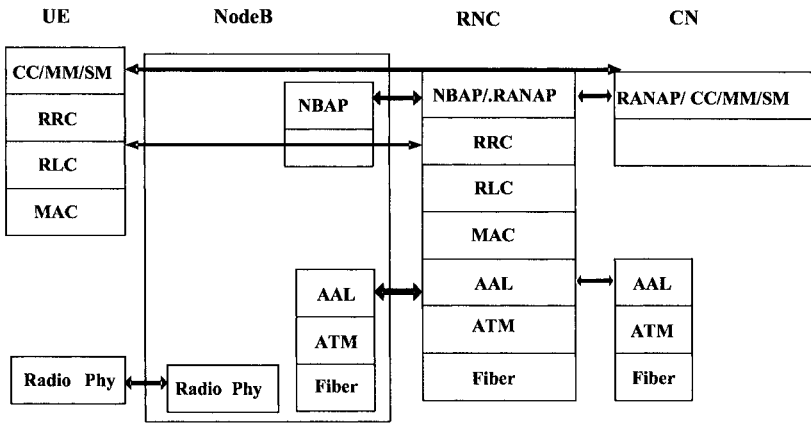 UE NodeB RNC CN
CC/MM/SM
RRC
RLC
MAC
Radio Phy
NBAP
AAL
ATM
Fiber
Radio Phy
NBAP/.RANAP
RRC
RLC
MAC
AAL
ATM
Fiber
RANAP/ CC/MM/SM
AAL
ATM
Fiber